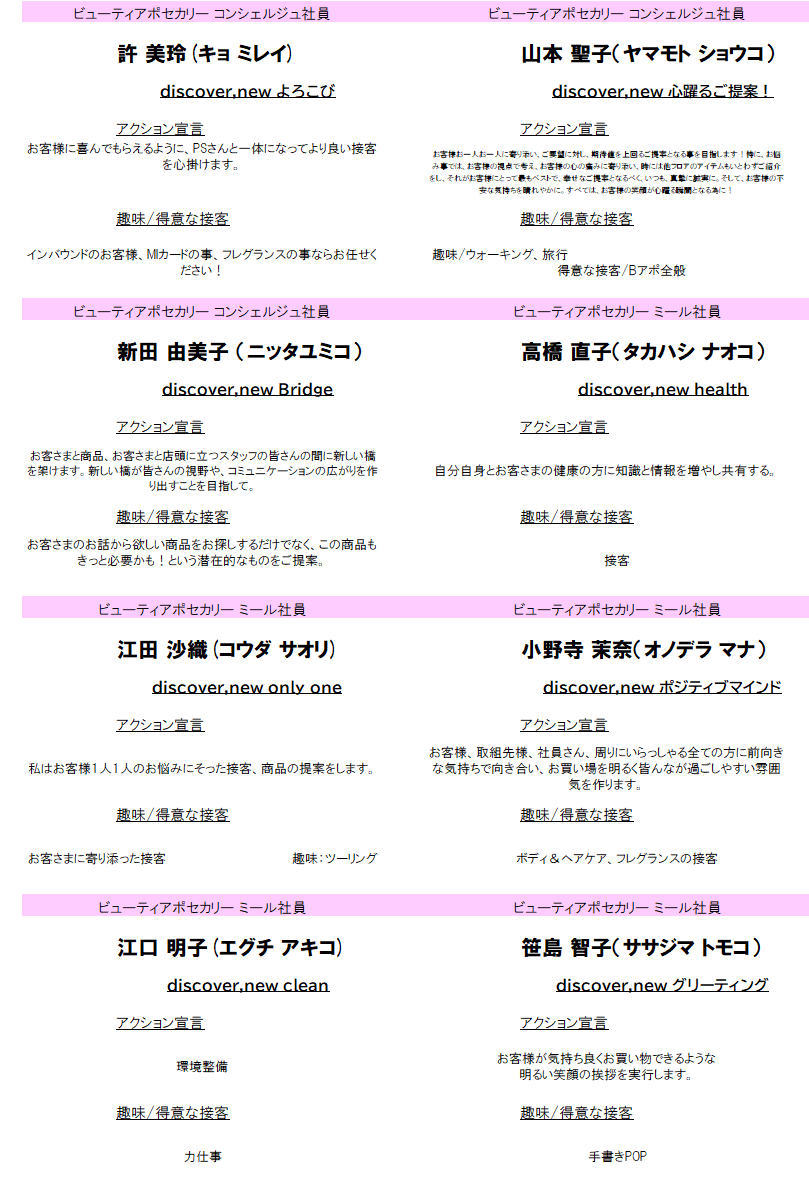 ビューティアポセカリー コンシェルジュ社員
許 美玲(キョ ミレイ)
discover,new よろこび
アクション宣言
お客様に喜んでもらえるように、PSさんと一体になってより良い接客
を心掛けます。
趣味/得意な接客
インバウンドのお客様、MIカードの事、フレグランスの事ならお任せく
ださい！
ビューティアポセカリー コンシェルジュ社員
山本 聖子(ヤマモト ショウコ)
discover,new 心躍るご提案！
アクション宣言
お客様お一人お一人に寄り添い、ご要望に対し、期待値を上回るご提案となる事を目指します！特に、お悩
み事では、お客様の視点で考え、お客様の心の痛みに寄り添い、時には他フロアのアイテムもいとわずご紹介
をし、それがお客様にとって最もベストで、幸せなご提案となるべく、いつも、真摯に誠実に。そして、お客様の不
安な気持ちを晴れやかに。すべては、お客様の笑顔が心躍る瞬間となる為に！
趣味/得意な接客
趣味/ウォーキング、旅行
得意な接客/Bアポ全般
ビューティアポセカリー コンシェルジュ社員
新田 由美子 (ニッタユミコ)
discover,new Bridge
アクション宣言
お客さまと商品、お客さまと店頭に立つスタッフの皆さんの間に新しい橋
を架けます。新しい橋が皆さんの視野や、コミュニケーションの広がりを作
り出すことを目指して。
趣味/得意な接客
お客さまのお話から欲しい商品をお探しするだけでなく、この商品も
きっと必要かも！という潜在的なものをご提案。
ビューティアポセカリー ミール社員
高橋 直子(タカハシ ナオコ)
discover,new health
アクション宣言
自分自身とお客さまの健康の方に知識と情報を増やし共有する。
趣味/得意な接客
接客
ビューティアポセカリー ミール社員
江田 沙織(コウダ サオリ)
discover,new only one
アクション宣言
私はお客様1人1人のお悩みにそった接客、商品の提案をします。
趣味/得意な接客
お客さまに寄り添った接客 趣味：ツーリング
ビューティアポセカリー ミール社員
小野寺 茉奈(オノデラ マナ)
discover,new ポジティブマインド
アクション宣言
お客様、取組先様、社員さん、周りにいらっしゃる全ての方に前向き
な気持ちで向き合い、お買い場を明るく皆んなが過ごしやすい雰囲
気を作ります。
趣味/得意な接客
ボディ＆ヘアケア、フレグランスの接客
ビューティアポセカリー ミール社員
江口 明子(エグチ アキコ)
discover,new clean
アクション宣言
環境整備
趣味/得意な接客
力仕事
ビューティアポセカリー ミール社員
笹島 智子(ササジマ トモコ)
discover,new グリーティング
アクション宣言
お客様が気持ち良くお買い物できるような
明るい笑顔の挨拶を実行します。
趣味/得意な接客
手書きPOP